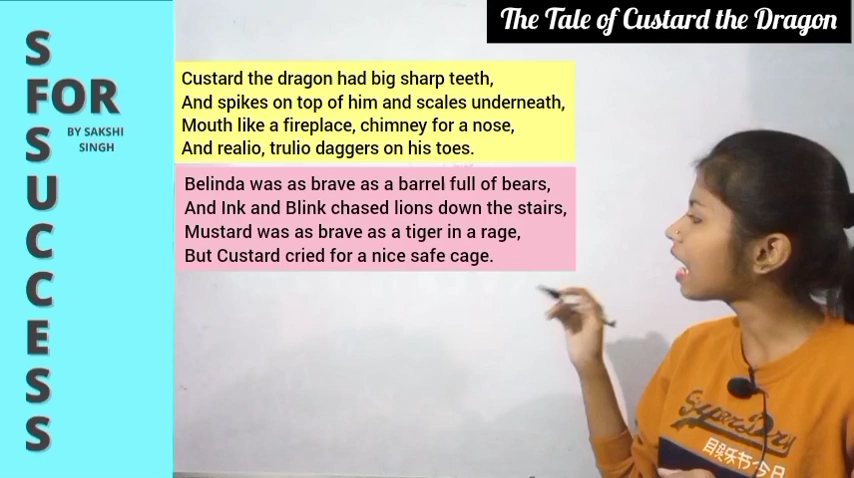 The Tale of Custard the Dragon
S
FOR
BY SAKSHI
SINGH
S
U
C
C
E
S
S
Custard the dragon had big sharp teeth,
And spikes on top of him and scales underneath,
Mouth like a fireplace, chimney for a nose,
And realio, trulio daggers on his toes.
Belinda was as brave as a barrel full of bears,
And Ink and Blink chased lions down the stairs,
Mustard was as brave as a tiger in a rage,
But Custard cried for a nice safe cage.
SuperDry